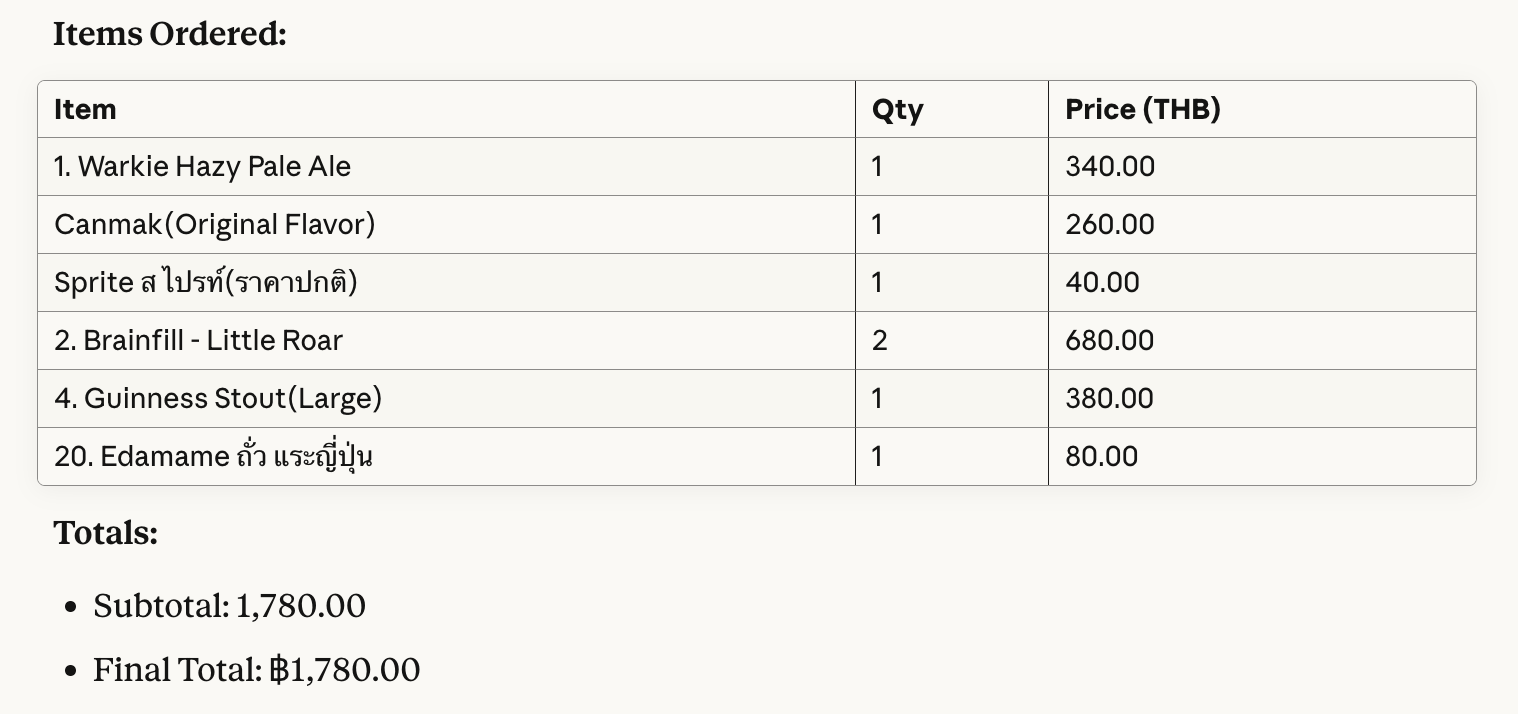 Items Ordered:
Item Qty Price (THB)
1. Warkie Hazy Pale Ale 1 340.00
Canmak(Original Flavor) 1 260.00
Sprite ส ไปรท์(ราคาปกติ) 1 40.00
2. Brainfill - Little Roar 2 680.00
4. Guinness Stout(Large) 1 380.00
20. Edamame ถั่ว แระญี่ปุ่น 1 80.00
Totals:
• Subtotal: 1,780.00
• Final Total: ฿1,780.00